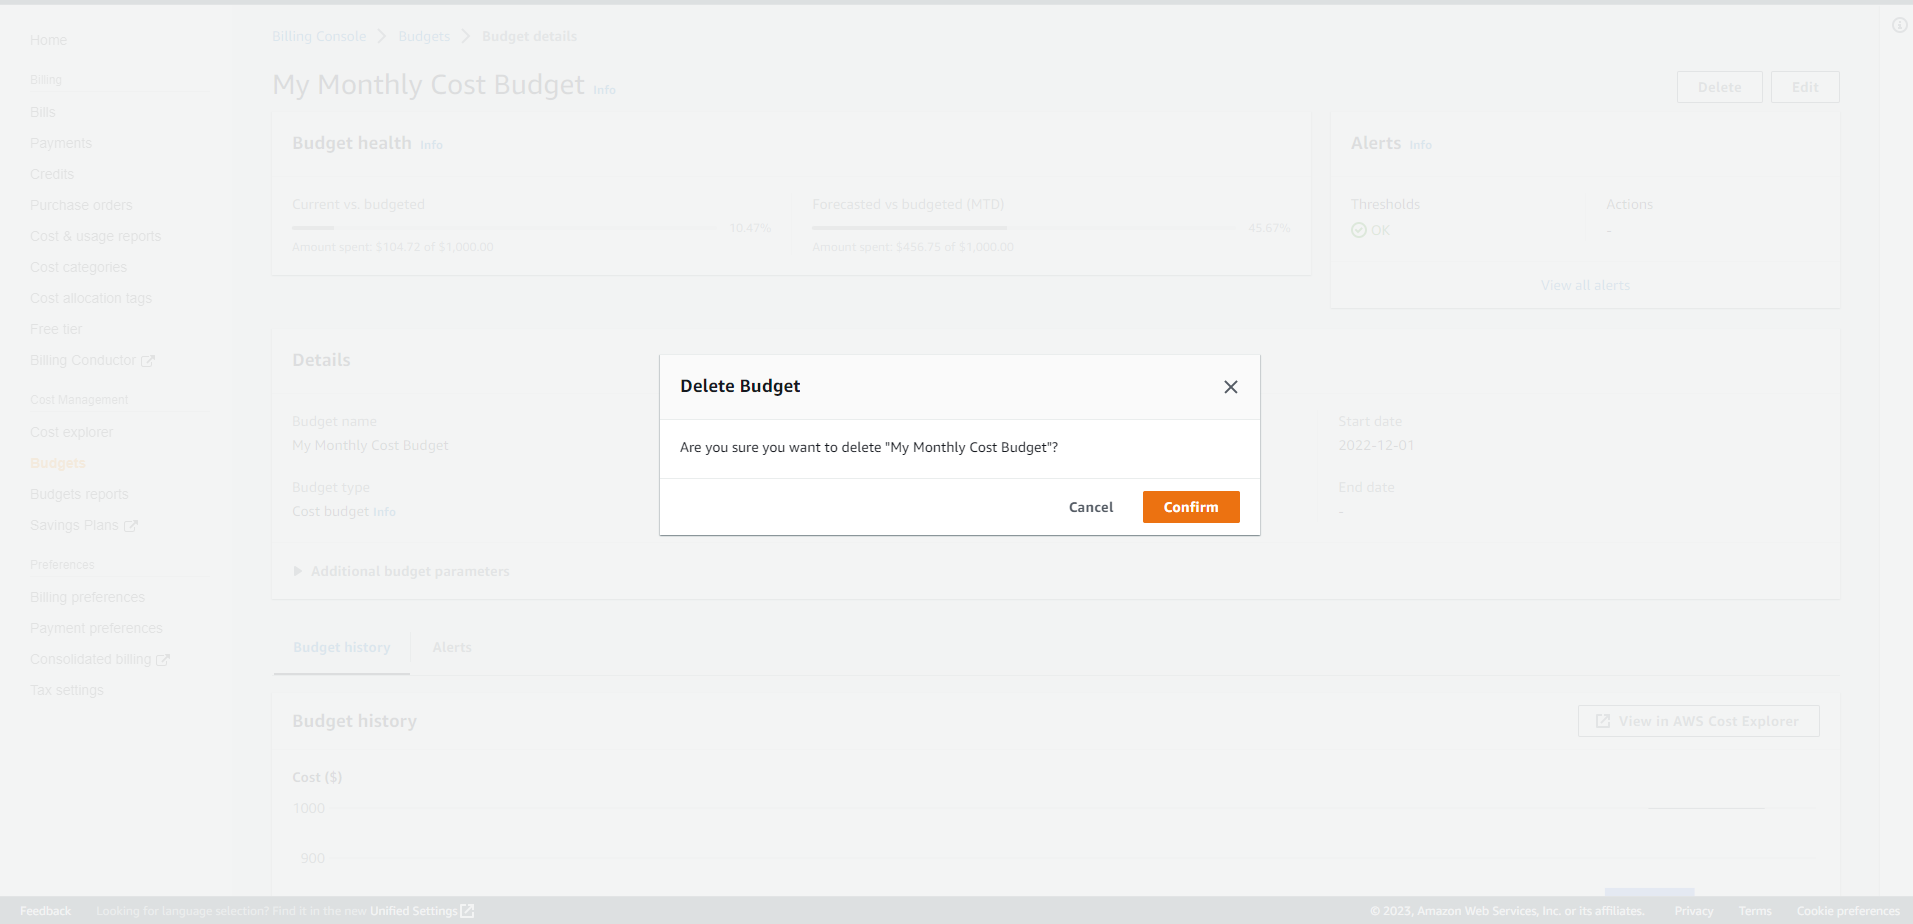 Home
Billing
Bills
Payments
Credits
Purchase orders
Cost & usage reports
Cost categories
Cost allocation tags
Free tier
Billing Conductor
Cost Management
Cost explorer
Budgets
Budgets reports
Savings Plans
Preferences
Billing preferences
Payment preferences
Consolidated billing
Tax settings
Billing Console > Budgets > Budget details
My Monthly Cost Budget Info
Delete Edit
Budget health Info
Current vs. budgeted
10.47%
Amount spent: $104.72 of $1,000.00
Forecasted vs budgeted (MTD)
45.67%
Amount spent: $456.75 of $1,000.00
Alerts Info
Thresholds
OK
Actions
-
View all alerts
Details
Budget name
My Monthly Cost Budget
Budget type
Cost budget Info
Start date
2022-12-01
End date
-
Additional budget parameters
Delete Budget
Are you sure you want to delete "My Monthly Cost Budget"?
Cancel Confirm
Budget history Alerts
Budget history
View in AWS Cost Explorer
Cost ($)
1000
900
Feedback Looking for language selection? Find it in the new Unified Settings
© 2023, Amazon Web Services, Inc. or its affiliates. Privacy Terms Cookie preferences